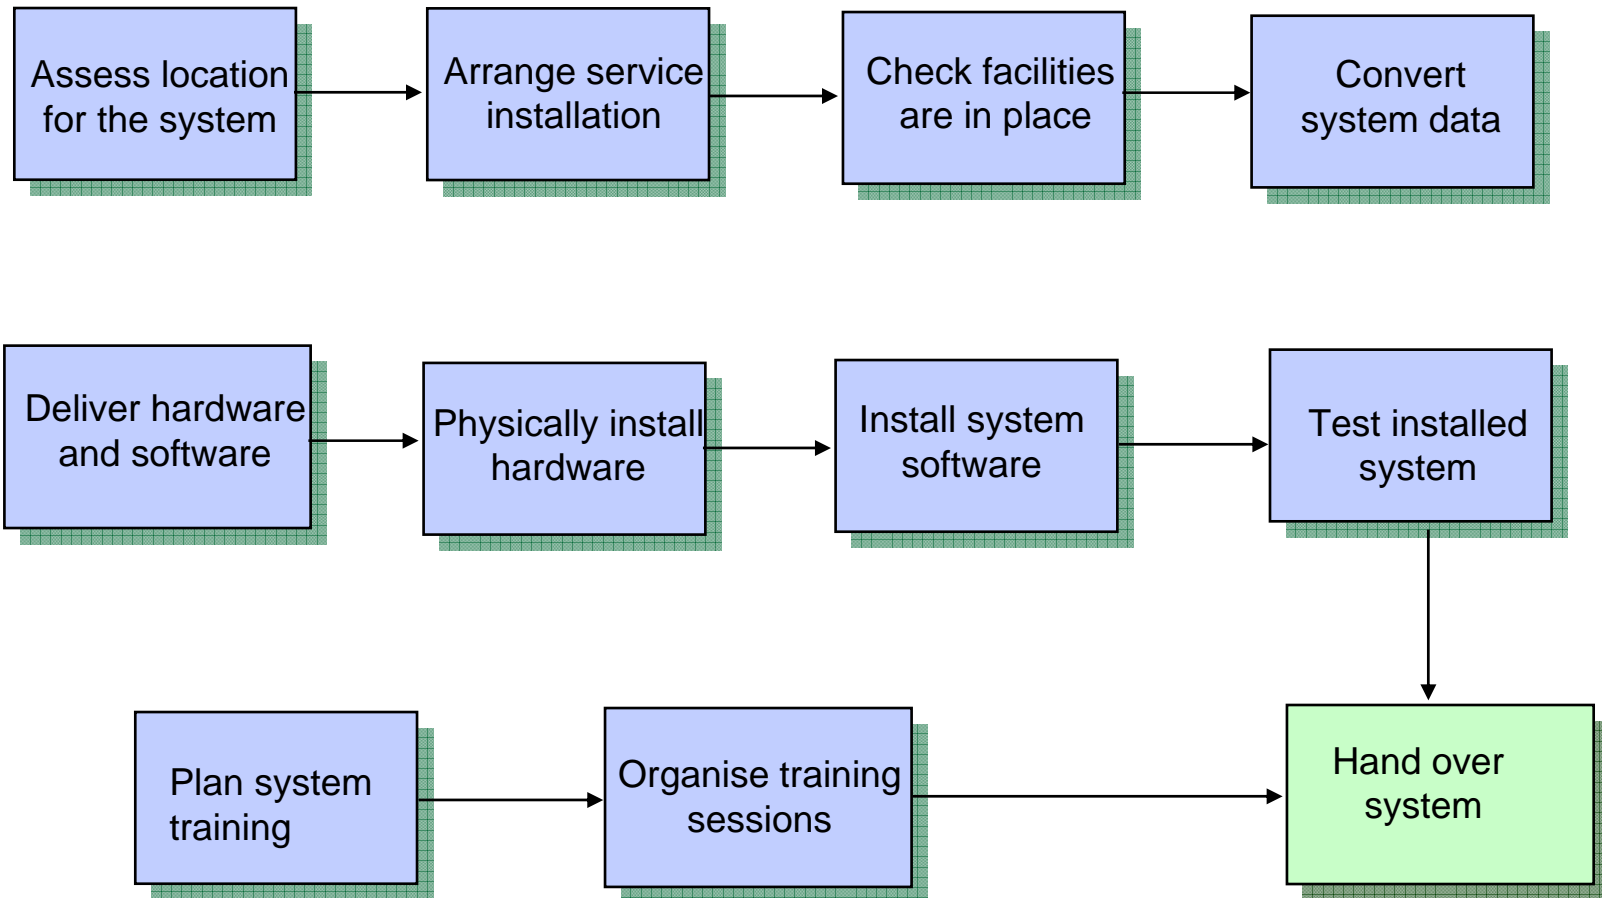 Assess location
for the system
Arrange service
installation
Check facilities
are in place
Convert
system data
Deliver hardware
and software
Physically install
hardware
Install system
software
Test installed
system
Plan system
training
Organise training
sessions
Hand over
system